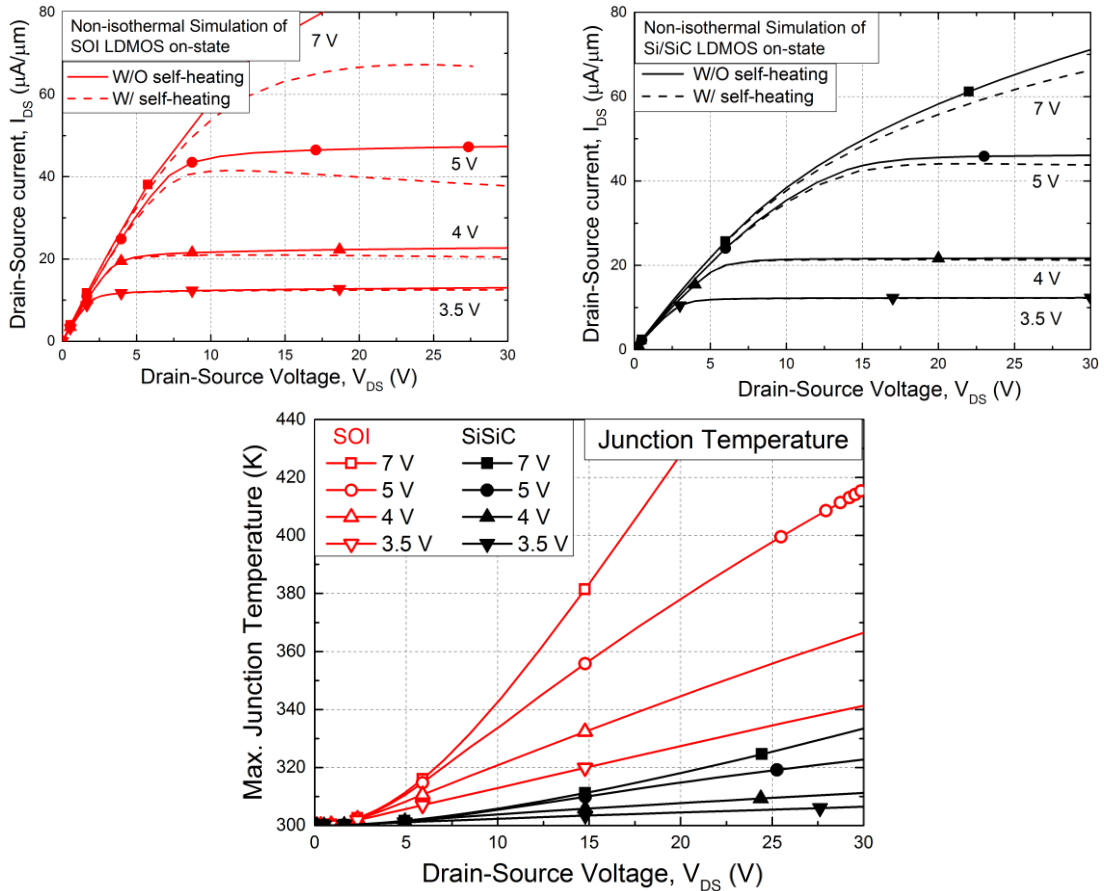 Non-isothermal Simulation of
SOI LDMOS on-state
W/O self-heating
W/ self-heating
7 V
5 V
4 V
3.5 V
80
60
40
20
0
0 5 10 15 20 25 30
Drain-Source current, I_DS (μA/μm)
Drain-Source Voltage, V_DS (V)
Non-isothermal Simulation of
Si/SiC LDMOS on-state
W/O self-heating
W/ self-heating
7 V
5 V
4 V
3.5 V
80
60
40
20
0
0 5 10 15 20 25 30
Drain-Source current, I_DS (μA/μm)
Drain-Source Voltage, V_DS (V)
SOI SiSiC
7 V 7 V
5 V 5 V
4 V 4 V
3.5 V 3.5 V
Junction Temperature
440
420
400
380
360
340
320
300
0 5 10 15 20 25 30
Max. Junction Temperature (K)
Drain-Source Voltage, V_DS (V)